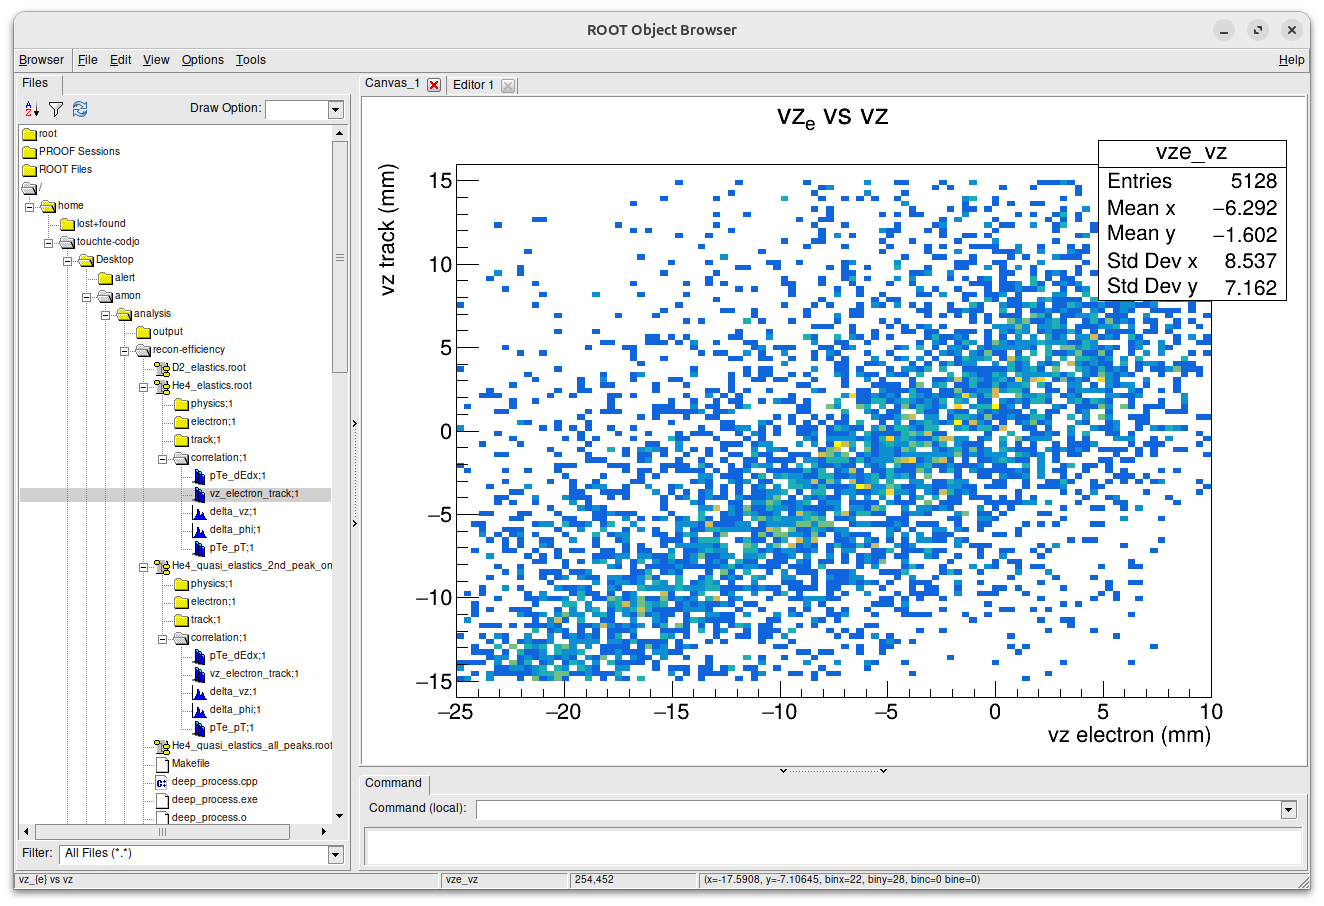 ROOT Object Browser
Browser File Edit View Options Tools Help
Files
Draw Option:
root
PROOF Sessions
ROOT Files
/
home
lost+found
touchte-codjo
Desktop
alert
amon
analysis
output
recon-efficiency
D2_elastics.root
He4_elastics.root
physics;1
electron;1
track;1
correlation;1
pTe_dEdx;1
vz_electron_track;1
delta_vz;1
delta_phi;1
pTe_pT;1
He4_quasi_elastics_2nd_peak_on
physics;1
electron;1
track;1
correlation;1
pTe_dEdx;1
vz_electron_track;1
delta_vz;1
delta_phi;1
pTe_pT;1
He4_quasi_elastics_all_peaks.root
Makefile
deep_process.cpp
deep_process.exe
deep_process.o
Filter: All Files (*.*)
Canvas_1 Editor 1
vze vs vz
vze_vz
Entries 5128
Mean x −6.292
Mean y −1.602
Std Dev x 8.537
Std Dev y 7.162
vz track (mm)
15
10
5
0
−5
−10
−15
−25 −20 −15 −10 −5 0 5 10
vz electron (mm)
Command
Command (local):
vz_{e} vs vz vze_vz 254,452 (x=-17.5908, y=-7.10645, binx=22, biny=28, binc=0 bine=0)